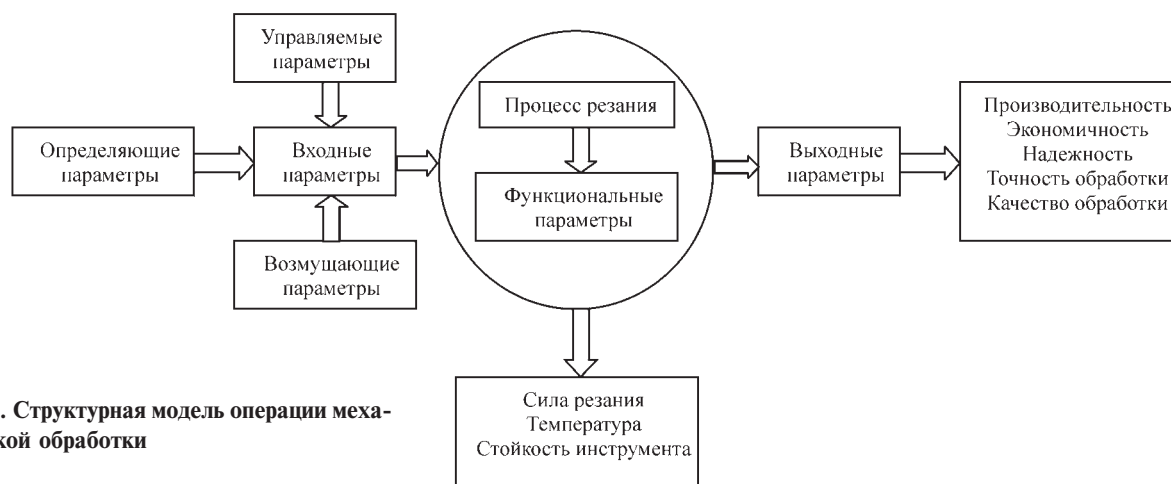 Управляемые
параметры
Определяющие
параметры
Входные
параметры
Возмущающие
параметры
Процесс резания
Функциональные
параметры
Выходные
параметры
Производительность
Экономичность
Надежность
Точность обработки
Качество обработки
Сила резания
Температура
Стойкость инструмента
. Структурная модель операции меха-
кой обработки